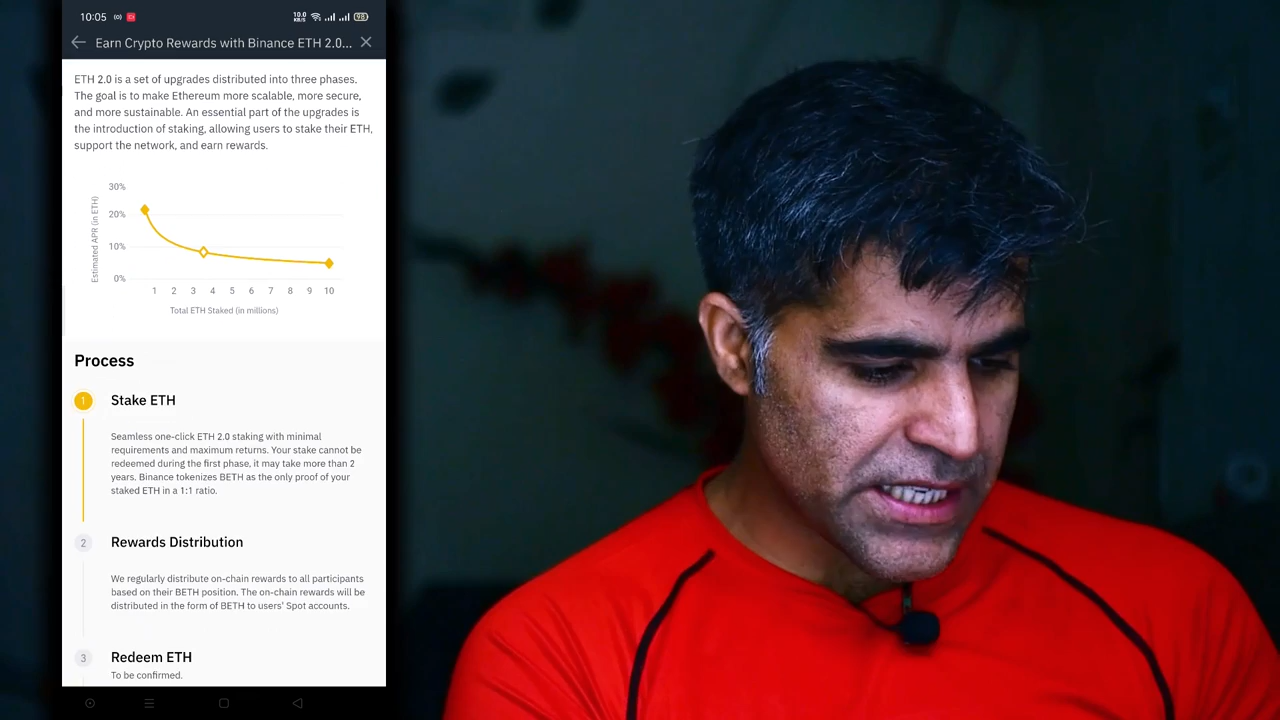 10:05
10.0
KB/S
98
Earn Crypto Rewards with Binance ETH 2.0...
ETH 2.0 is a set of upgrades distributed into three phases.
The goal is to make Ethereum more scalable, more secure,
and more sustainable. An essential part of the upgrades is
the introduction of staking, allowing users to stake their ETH,
support the network, and earn rewards.
30%
20%
10%
0%
Estimated APR (in ETH)
1 2 3 4 5 6 7 8 9 10
Total ETH Staked (in millions)
Process
1
Stake ETH
Seamless one-click ETH 2.0 staking with minimal
requirements and maximum returns. Your stake cannot be
redeemed during the first phase, it may take more than 2
years. Binance tokenizes BETH as the only proof of your
staked ETH in a 1:1 ratio.
2
Rewards Distribution
We regularly distribute on-chain rewards to all participants
based on their BETH position. The on-chain rewards will be
distributed in the form of BETH to users' Spot accounts.
3
Redeem ETH
To be confirmed.